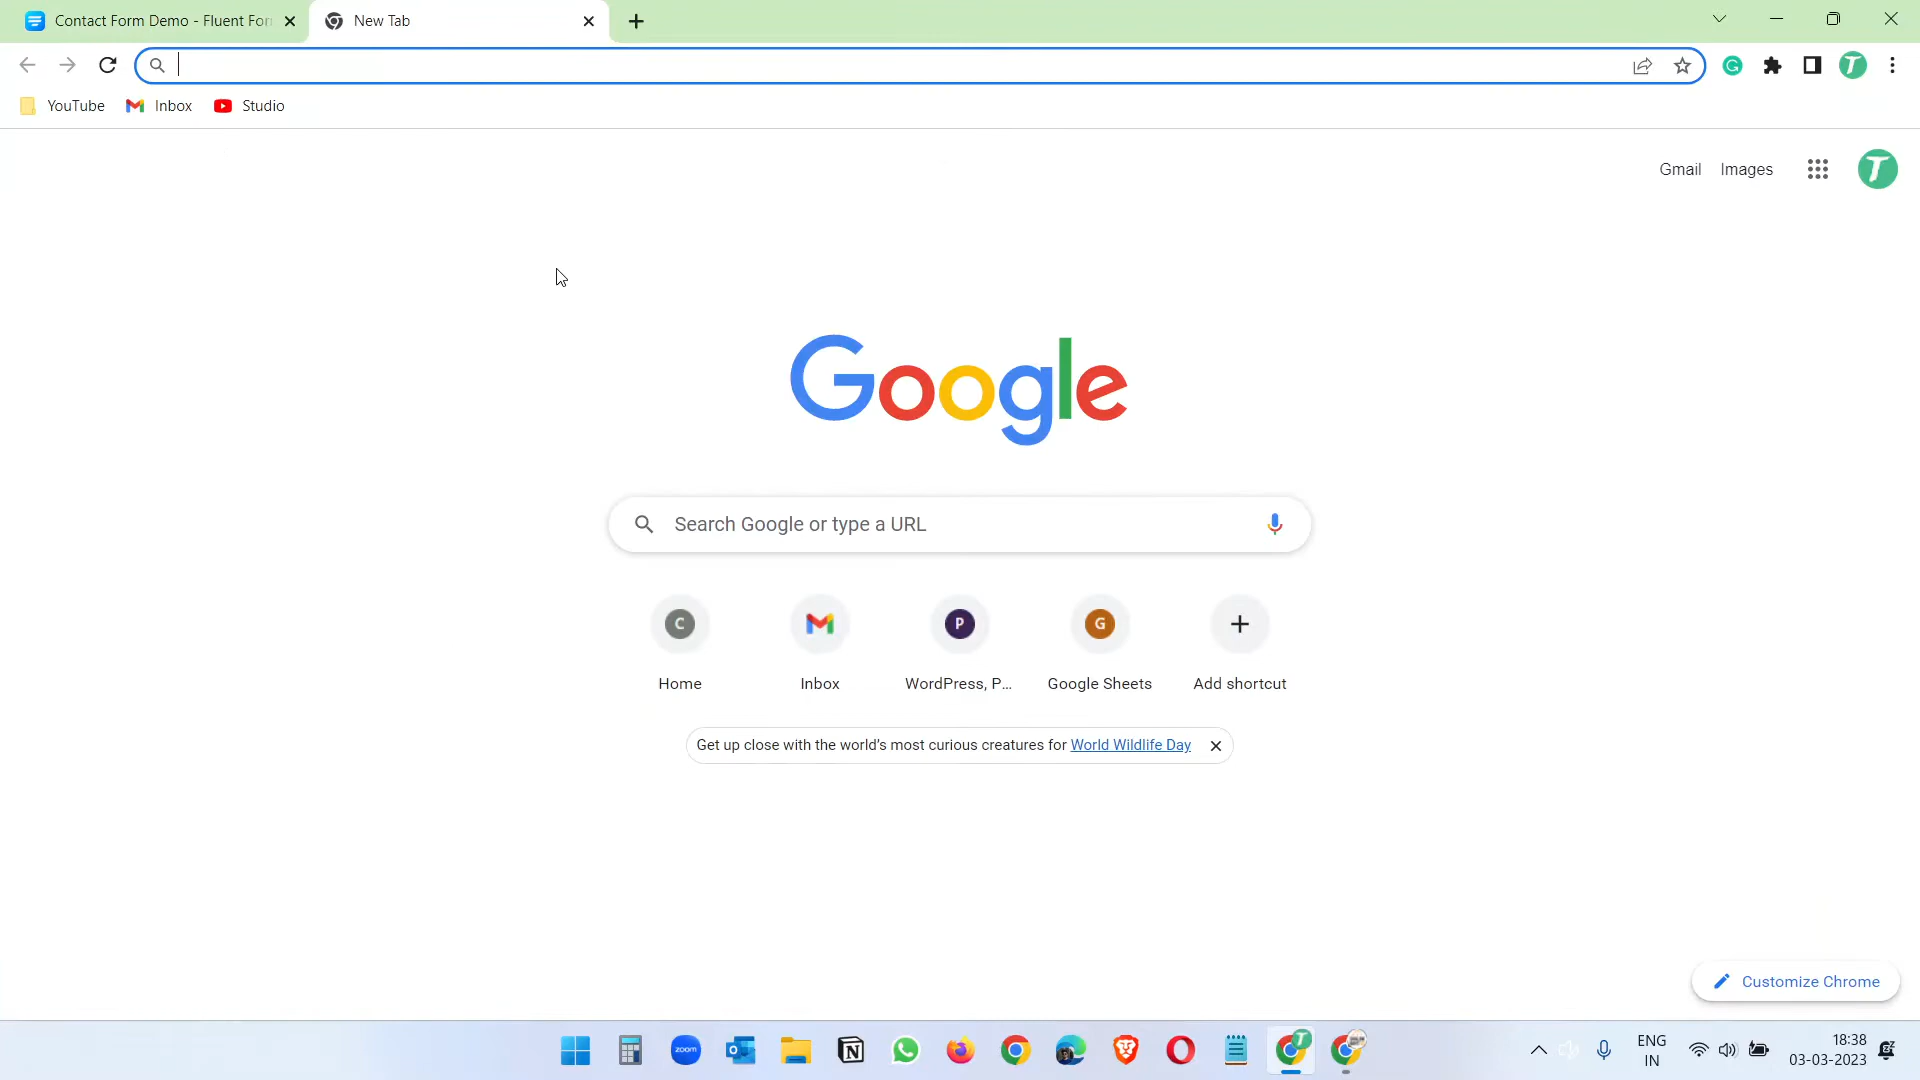 Contact Form Demo - Fluent For
New Tab
YouTube
Inbox
Studio
Gmail
Images
T
Google
Search Google or type a URL
C
P
G
Home
Inbox
WordPress, P...
Google Sheets
Add shortcut
Get up close with the world's most curious creatures for World Wildlife Day
Customize Chrome
zoom
ENG
IN
18:38
03-03-2023